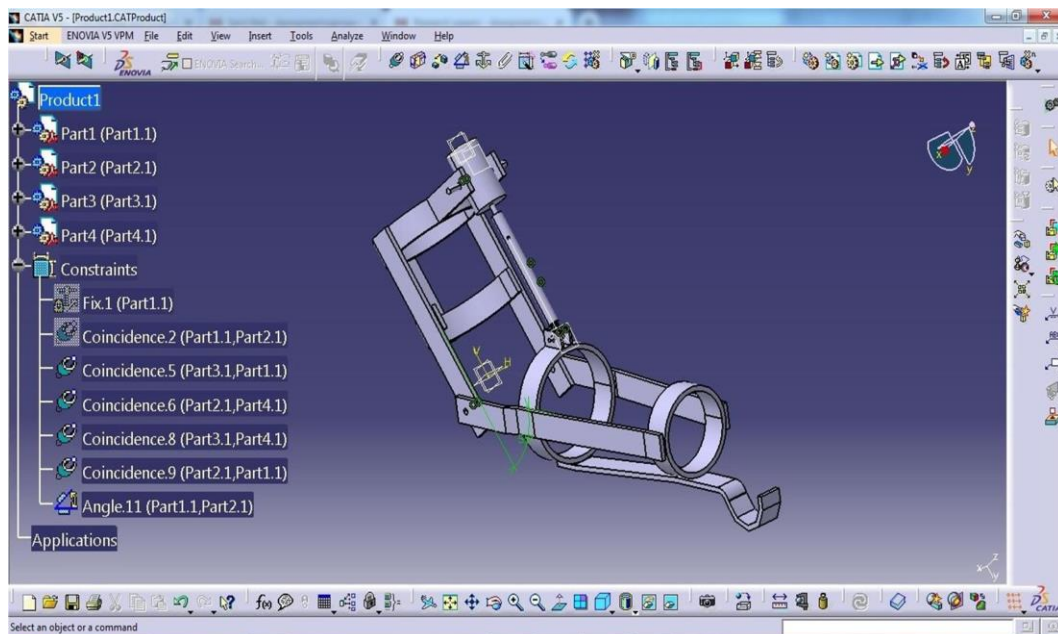 CATIA V5 - [Product1.CATProduct]
Start ENOVIA V5 VPM File Edit View Insert Tools Analyze Window Help
ENOVIA ENOVIA Search...
Product1
Part1 (Part1.1)
Part2 (Part2.1)
Part3 (Part3.1)
Part4 (Part4.1)
Constraints
Fix.1 (Part1.1)
Coincidence.2 (Part1.1,Part2.1)
Coincidence.5 (Part3.1,Part1.1)
Coincidence.6 (Part2.1,Part4.1)
Coincidence.8 (Part3.1,Part4.1)
Coincidence.9 (Part2.1,Part1.1)
Angle.11 (Part1.1,Part2.1)
Applications
x
y
z
V
H
z
x
y
f(x)
CATIA
Select an object or a command